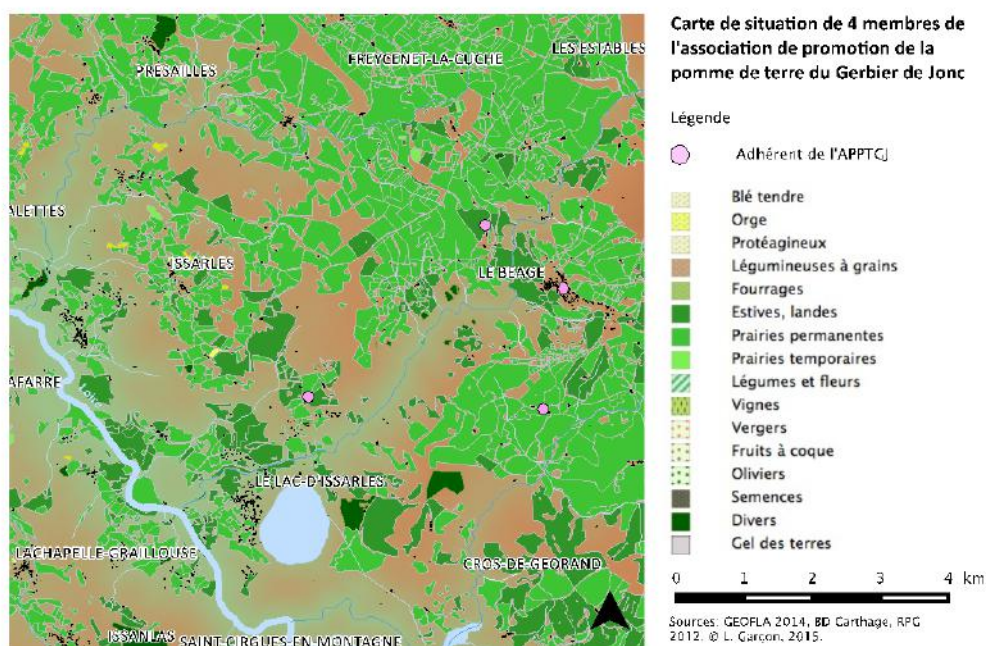 Carte de situation de 4 membres de
l'association de promotion de la
pomme de terre du Gerbier de Jonc
Légende
Adhérent de l'APPTGJ
Blé tendre
Orge
Protéagineux
Légumineuses à grains
Fourrages
Estives, landes
Prairies permanentes
Prairies temporaires
Légumes et fleurs
Vignes
Vergers
Fruits à coque
Oliviers
Semences
Divers
Gel des terres
0 1 2 3 4 km
Sources: GEOFLA 2014, BD Carthage, RPG
2012. © L. Garçon, 2015.
LES ESTABLES
FREYCENET-LA-CUCHE
PRESAILLES
ALETTES
ISSARLES
LE BEAGE
AFARRE
Loire
LE LAC-D'ISSARLES
LACHAPELLE-GRAILLOUSE
CROS-DE-GEORAND
ISSANLAS
SAINT-CIRGUES-EN-MONTAGNE